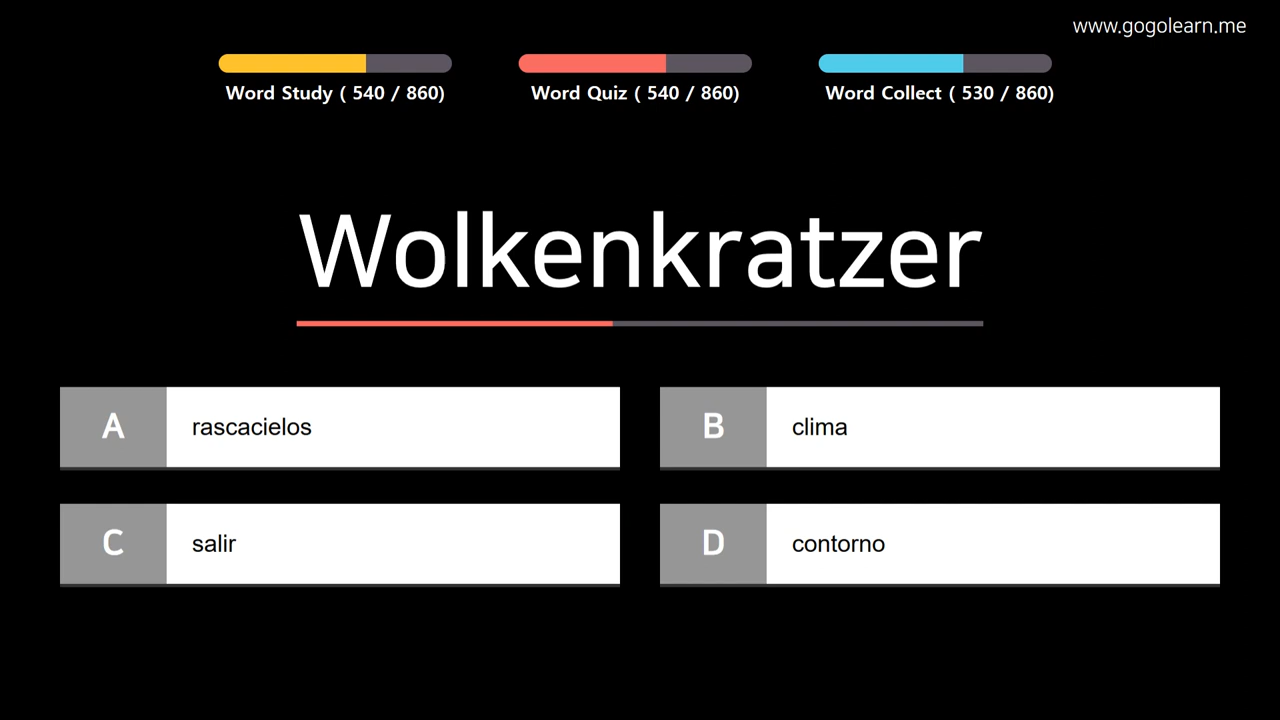 www.gogolearn.me
Word Study ( 540 / 860)
Word Quiz ( 540 / 860)
Word Collect ( 530 / 860)
Wolkenkratzer
A rascacielos
B clima
C salir
D contorno